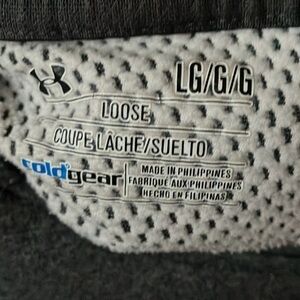 LG/G/G
LOOSE
COUPE LÂCHE/SUELTO
coldgear
MADE IN PHILIPPINES
FABRIQUÉ AUX PHILIPPINES
HECHO EN FILIPINAS